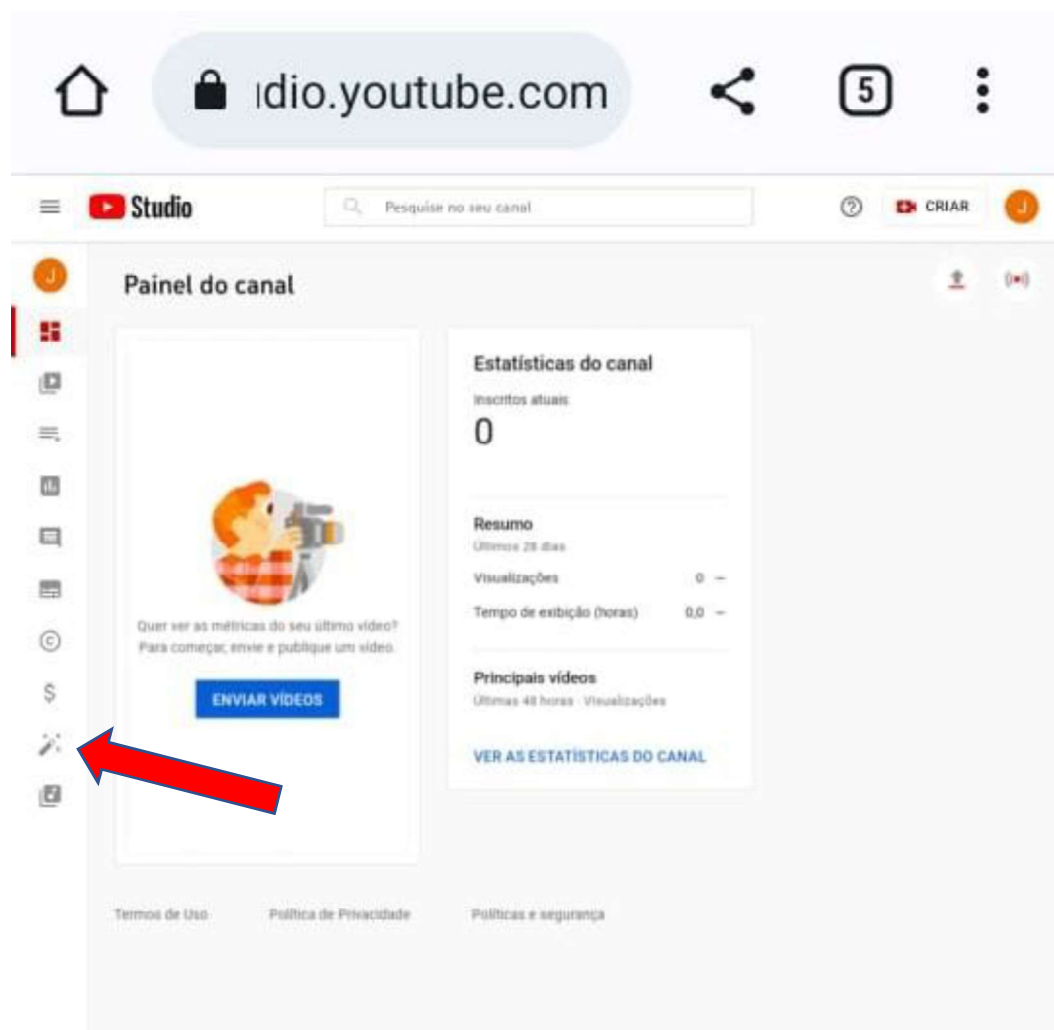 ıdio.youtube.com
5
Studio
Pesquise no seu canal
CRIAR
J
J
Painel do canal
Estatísticas do canal
Inscritos atuais
0
Resumo
Últimos 28 dias
Visualizações 0 —
Tempo de exibição (horas) 0,0 —
Quer ver as métricas do seu último vídeo?
Para começar, envie e publique um vídeo.
ENVIAR VÍDEOS
Principais vídeos
Últimas 48 horas · Visualizações
VER AS ESTATÍSTICAS DO CANAL
Termos de Uso
Política de Privacidade
Políticas e segurança